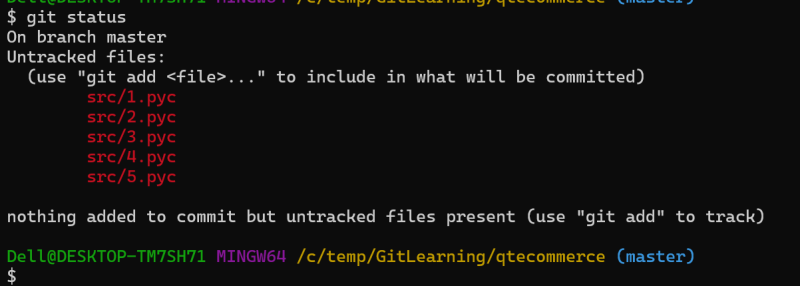 Dell@DESKTOP-TM7SH71 MINGW64 /c/temp/GitLearning/qtecommerce (master)
$ git status
On branch master
Untracked files:
  (use "git add <file>..." to include in what will be committed)
        src/1.pyc
        src/2.pyc
        src/3.pyc
        src/4.pyc
        src/5.pyc

nothing added to commit but untracked files present (use "git add" to track)

Dell@DESKTOP-TM7SH71 MINGW64 /c/temp/GitLearning/qtecommerce (master)
$